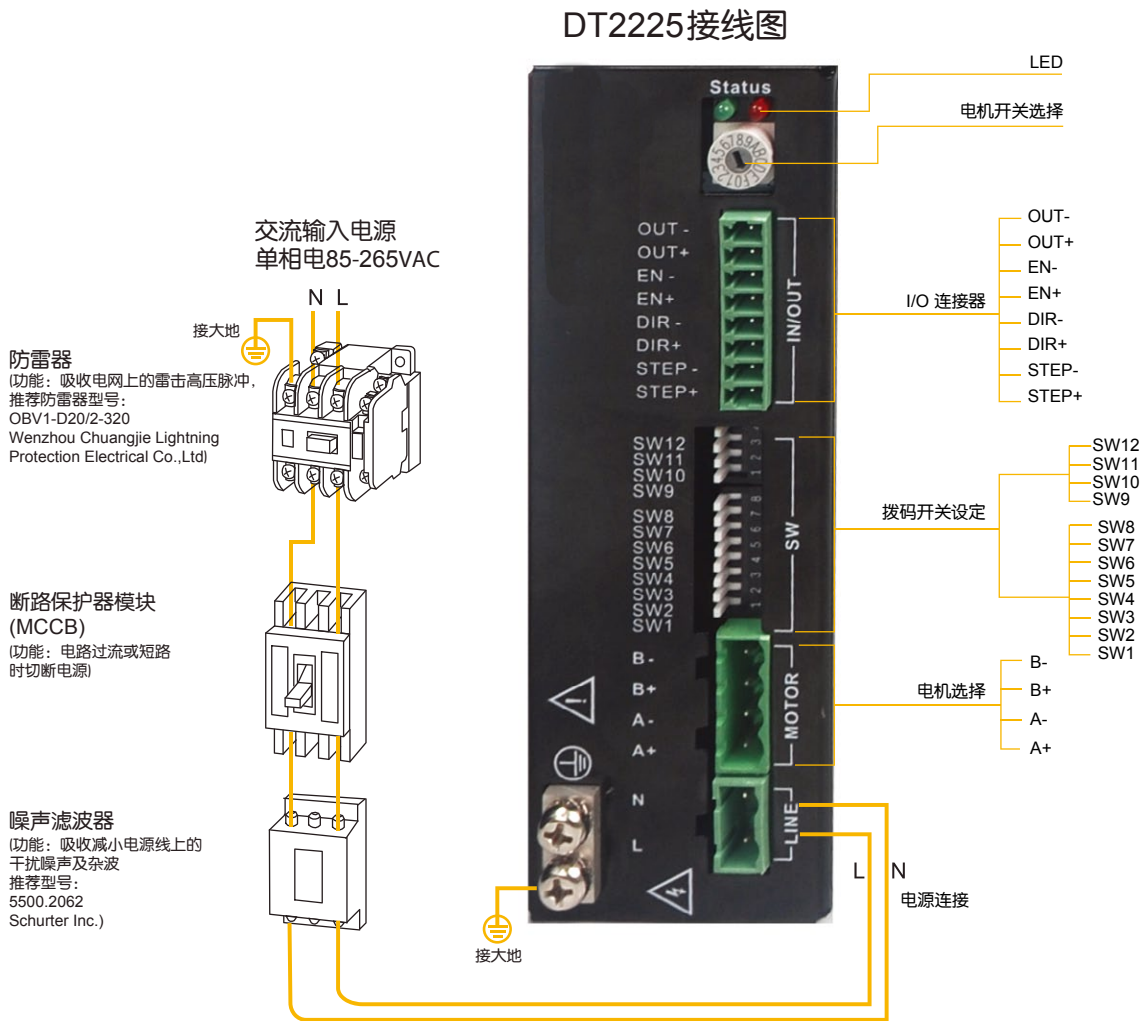 DT2225接线图
LED
电机开关选择
Status
交流输入电源
单相电85-265VAC
N L
接大地
防雷器
(功能：吸收电网上的雷击高压脉冲，
推荐防雷器型号：
OBV1-D20/2-320
Wenzhou Chuangjie Lightning
Protection Electrical Co.,Ltd)
断路保护器模块
(MCCB)
(功能：电路过流或短路
时切断电源)
噪声滤波器
(功能：吸收减小电源线上的
干扰噪声及杂波
推荐型号：
5500.2062
Schurter Inc.)
OUT -
OUT+
EN -
EN+
DIR -
DIR+
STEP -
STEP+
IN/OUT
SW12
SW11
SW10
SW9
SW8
SW7
SW6
SW5
SW4
SW3
SW2
SW1
SW
B -
B+
A -
A+
MOTOR
N
L
LINE
接大地
I/O 连接器
OUT-
OUT+
EN-
EN+
DIR-
DIR+
STEP-
STEP+
拨码开关设定
SW12
SW11
SW10
SW9
SW8
SW7
SW6
SW5
SW4
SW3
SW2
SW1
电机选择
B-
B+
A-
A+
L N
电源连接